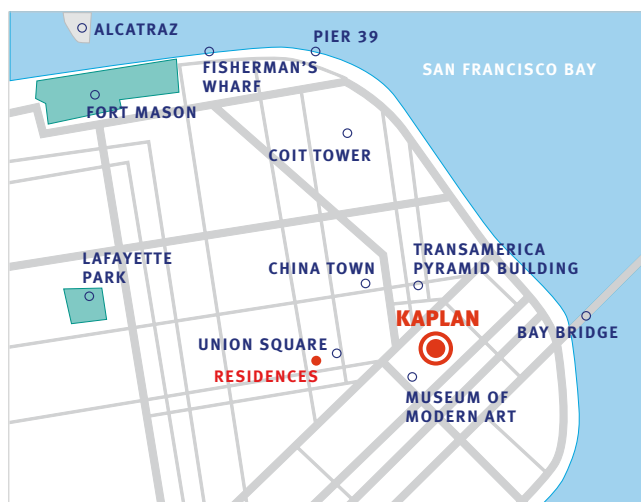 ALCATRAZ
PIER 39
FISHERMAN'S
WHARF
SAN FRANCISCO BAY
FORT MASON
COIT TOWER
LAFAYETTE
PARK
CHINA TOWN
TRANSAMERICA
PYRAMID BUILDING
KAPLAN
BAY BRIDGE
UNION SQUARE
RESIDENCES
MUSEUM OF
MODERN ART